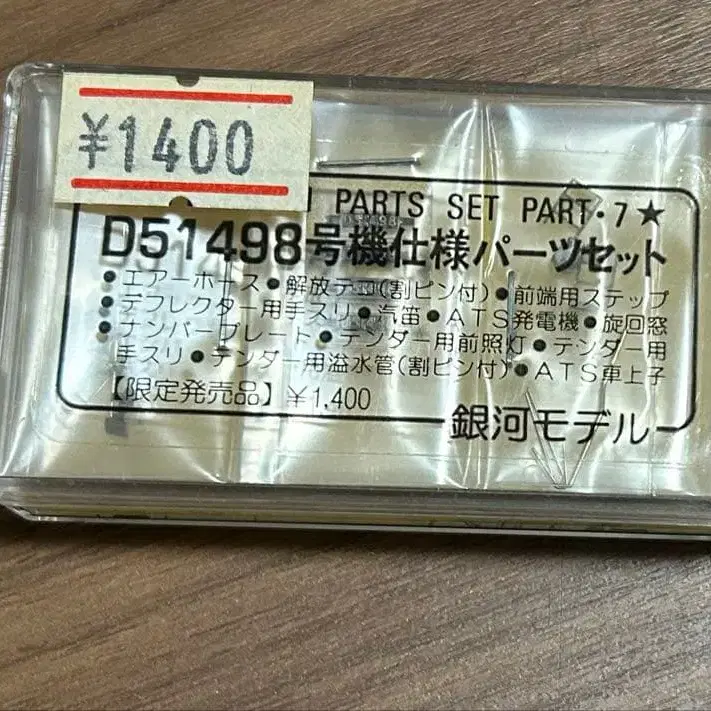 ¥1400
PARTS SET PART・7★
D51498号機仕様パーツセット
●エアーホース●解放テコ(割ピン付)●前端用ステップ
●デフレクター用手スリ●汽笛●ATS発電機●旋回窓
●ナンバープレート●テンダー用前照灯●テンダー用
手スリ●テンダー用溢水管(割ピン付)●ATS車上子
【限定発売品】¥1,400
銀河モデル